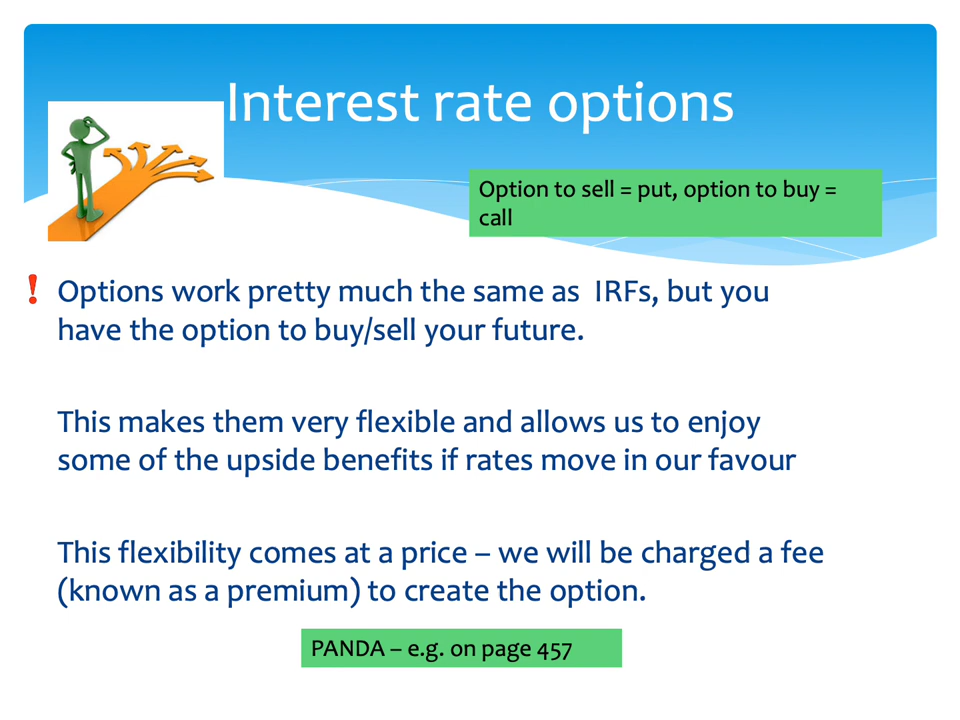 Interest rate options
Option to sell = put, option to buy =
call
Options work pretty much the same as  IRFs, but you
have the option to buy/sell your future.
This makes them very flexible and allows us to enjoy
some of the upside benefits if rates move in our favour
This flexibility comes at a price – we will be charged a fee
(known as a premium) to create the option.
PANDA – e.g. on page 457